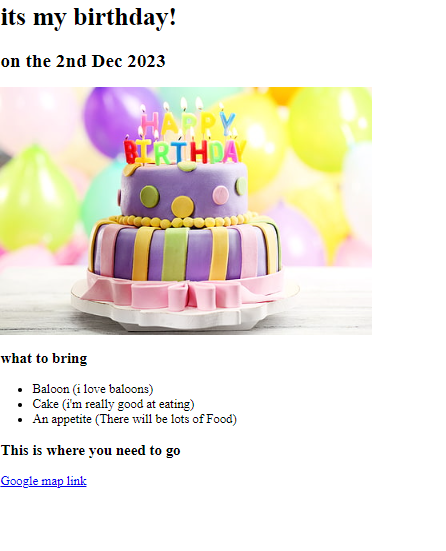 its my birthday!
on the 2nd Dec 2023
HAPPY
BIRTHDAY
what to bring
Baloon (i love baloons)
Cake (i'm really good at eating)
An appetite (There will be lots of Food)
This is where you need to go
Google map link